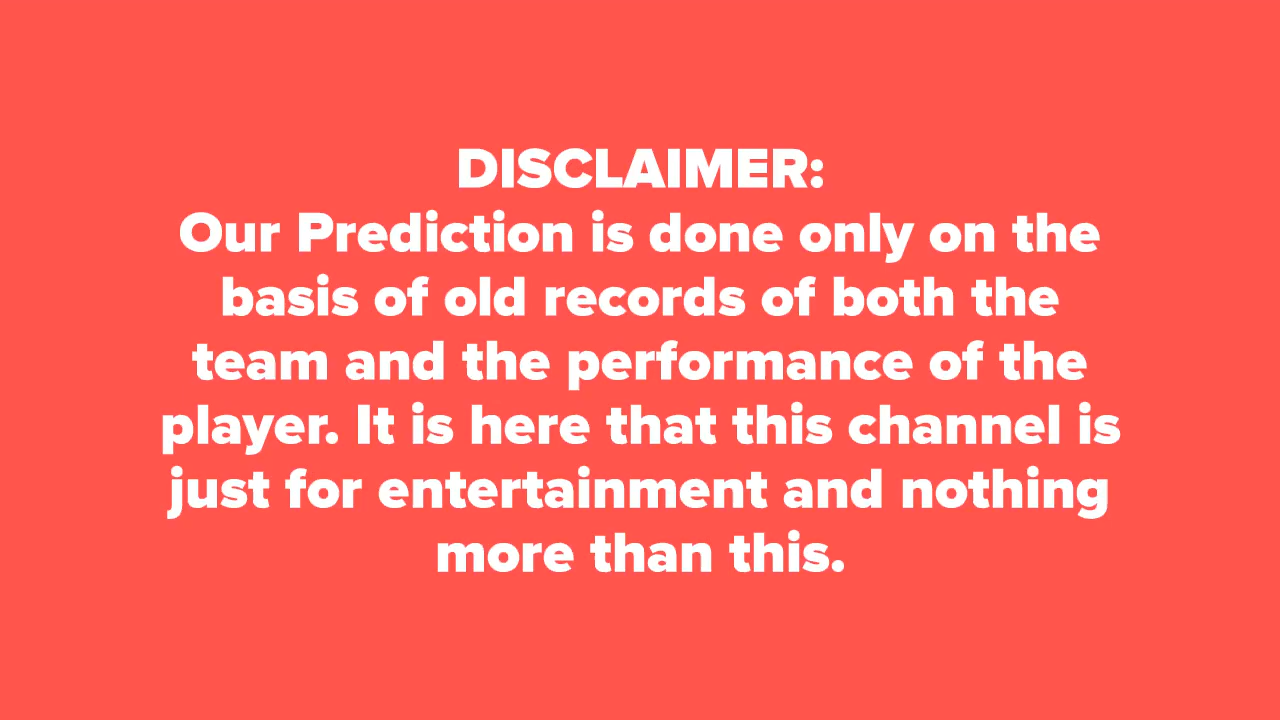 DISCLAIMER:
Our Prediction is done only on the
basis of old records of both the
team and the performance of the
player. It is here that this channel is
just for entertainment and nothing
more than this.